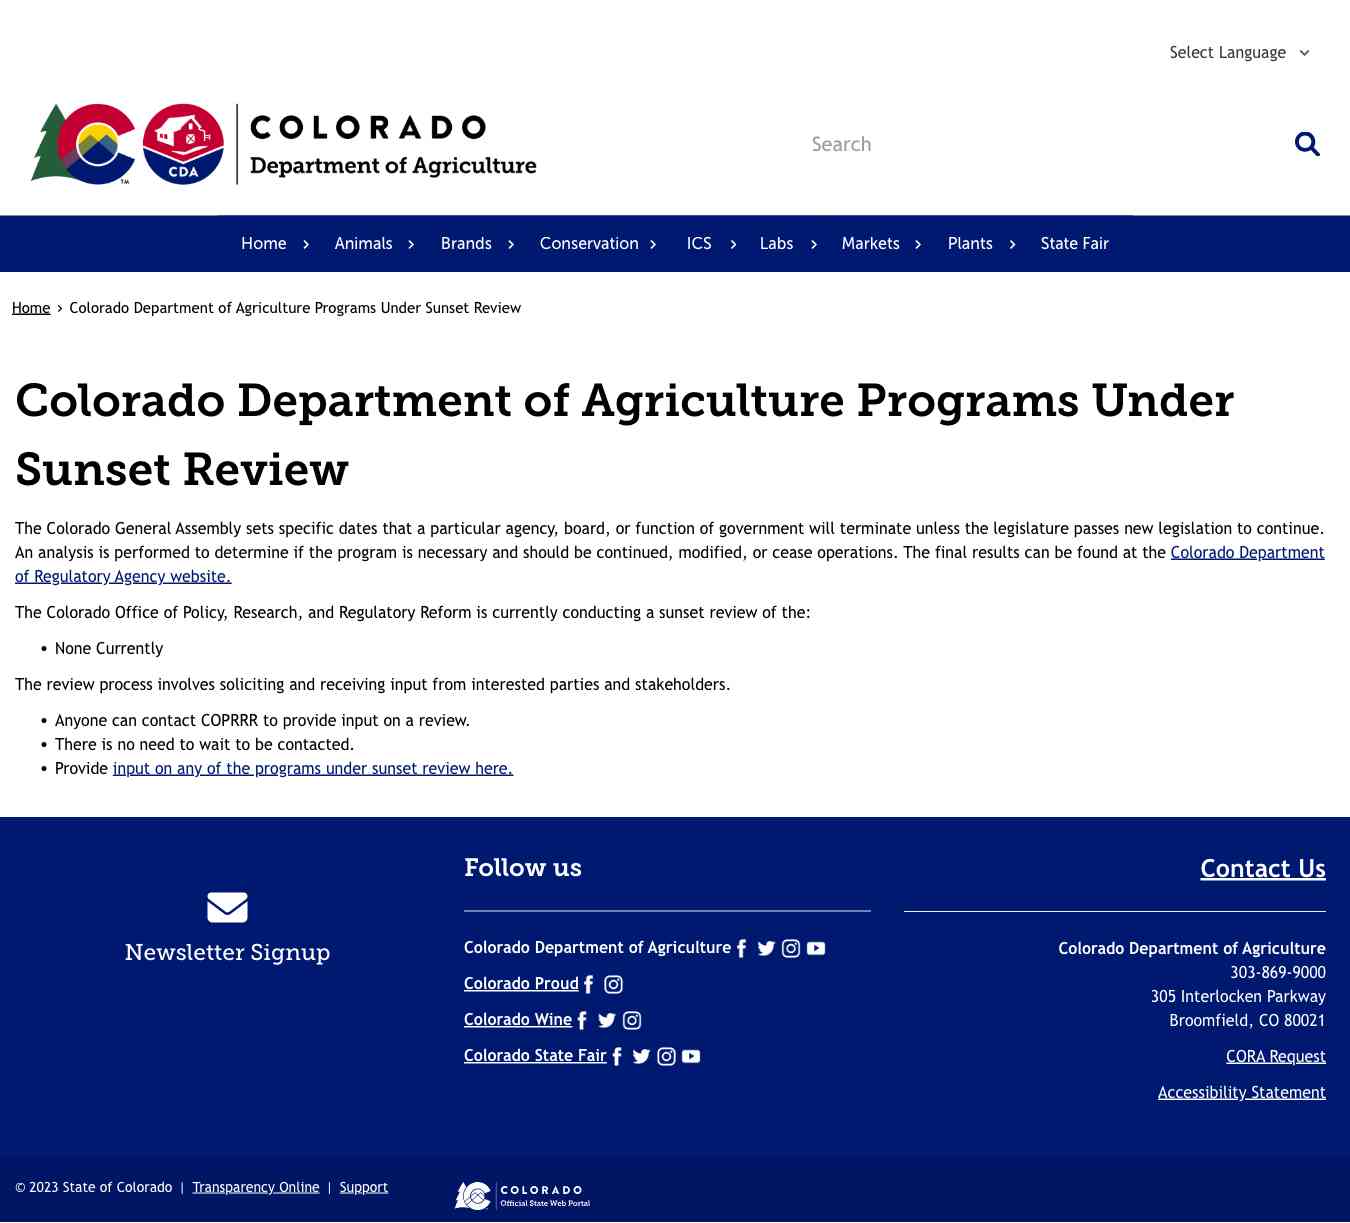 Select Language
COLORADO
Department of Agriculture
CDA
TM
Search
Home Animals Brands Conservation ICS Labs Markets Plants State Fair
Home › Colorado Department of Agriculture Programs Under Sunset Review
Colorado Department of Agriculture Programs Under
Sunset Review
The Colorado General Assembly sets specific dates that a particular agency, board, or function of government will terminate unless the legislature passes new legislation to continue.
An analysis is performed to determine if the program is necessary and should be continued, modified, or cease operations. The final results can be found at the Colorado Department
of Regulatory Agency website.
The Colorado Office of Policy, Research, and Regulatory Reform is currently conducting a sunset review of the:
• None Currently
The review process involves soliciting and receiving input from interested parties and stakeholders.
• Anyone can contact COPRRR to provide input on a review.
• There is no need to wait to be contacted.
• Provide input on any of the programs under sunset review here.
Newsletter Signup
Follow us
Colorado Department of Agriculture
Colorado Proud
Colorado Wine
Colorado State Fair
Contact Us
Colorado Department of Agriculture
303-869-9000
305 Interlocken Parkway
Broomfield, CO 80021
CORA Request
Accessibility Statement
© 2023 State of Colorado | Transparency Online | Support
COLORADO
Official State Web Portal